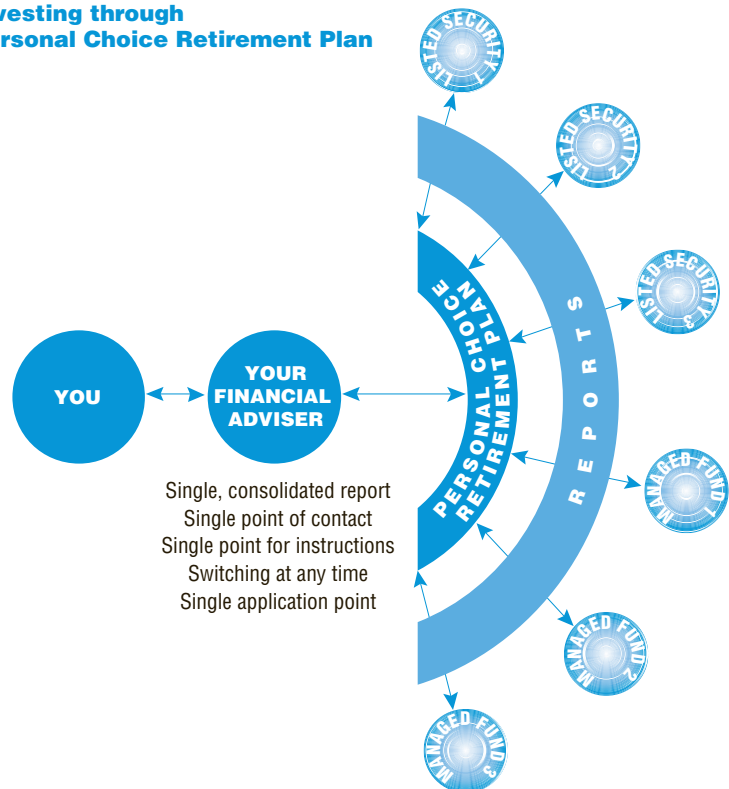 vesting through
rsonal Choice Retirement Plan
LISTED SECURITY 1
LISTED SECURITY 2
LISTED SECURITY 3
YOU
YOUR
FINANCIAL
ADVISER
PERSONAL CHOICE
RETIREMENT PLAN
REPORTS
MANAGED FUND 1
Single, consolidated report
Single point of contact
Single point for instructions
Switching at any time
Single application point
MANAGED FUND 2
MANAGED FUND 3